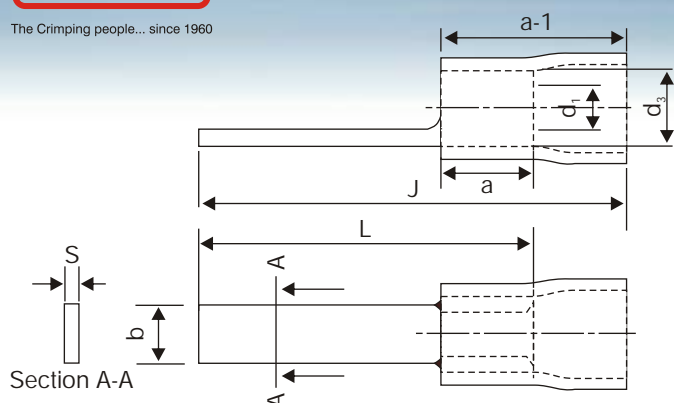 The Crimping people... since 1960
a-1
d1
d3
a
J
L
S
A
b
Section A-A
A